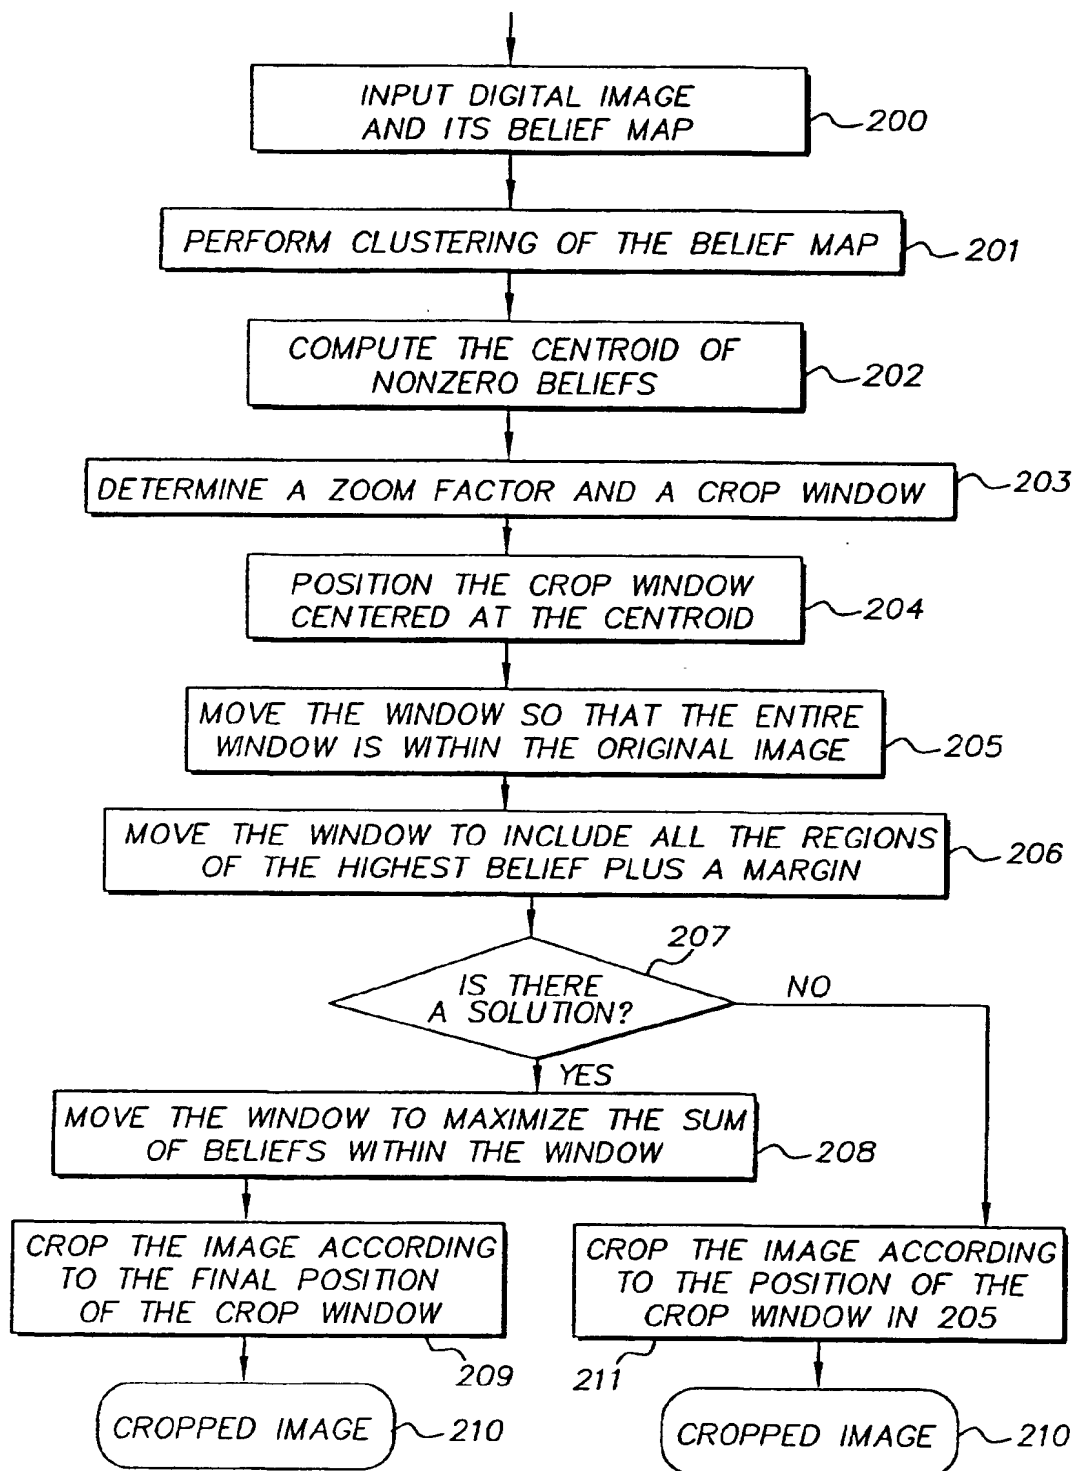 INPUT DIGITAL IMAGE
AND ITS BELIEF MAP
200
PERFORM CLUSTERING OF THE BELIEF MAP
201
COMPUTE THE CENTROID OF
NONZERO BELIEFS
202
DETERMINE A ZOOM FACTOR AND A CROP WINDOW
203
POSITION THE CROP WINDOW
CENTERED AT THE CENTROID
204
MOVE THE WINDOW SO THAT THE ENTIRE
WINDOW IS WITHIN THE ORIGINAL IMAGE
205
MOVE THE WINDOW TO INCLUDE ALL THE REGIONS
OF THE HIGHEST BELIEF PLUS A MARGIN
206
207
IS THERE
A SOLUTION?
NO
YES
MOVE THE WINDOW TO MAXIMIZE THE SUM
OF BELIEFS WITHIN THE WINDOW
208
CROP THE IMAGE ACCORDING
TO THE FINAL POSITION
OF THE CROP WINDOW
209
CROP THE IMAGE ACCORDING
TO THE POSITION OF THE
CROP WINDOW IN 205
211
CROPPED IMAGE
210
CROPPED IMAGE
210